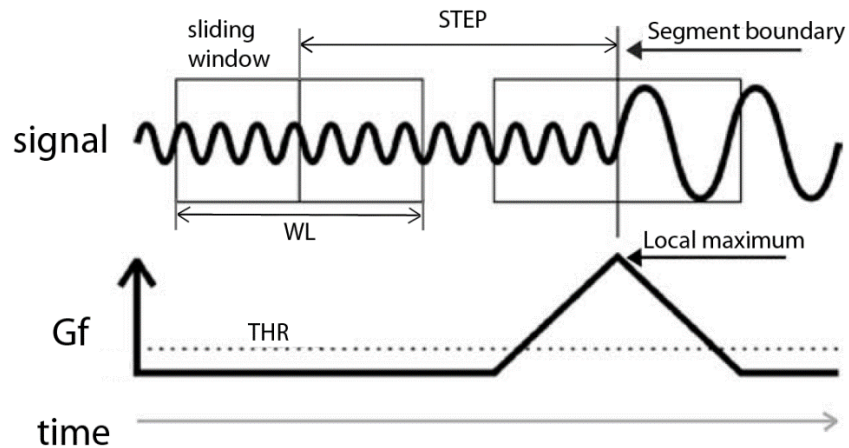 STEP
sliding
window
Segment boundary
signal
WL
Local maximum
Gf
THR
time